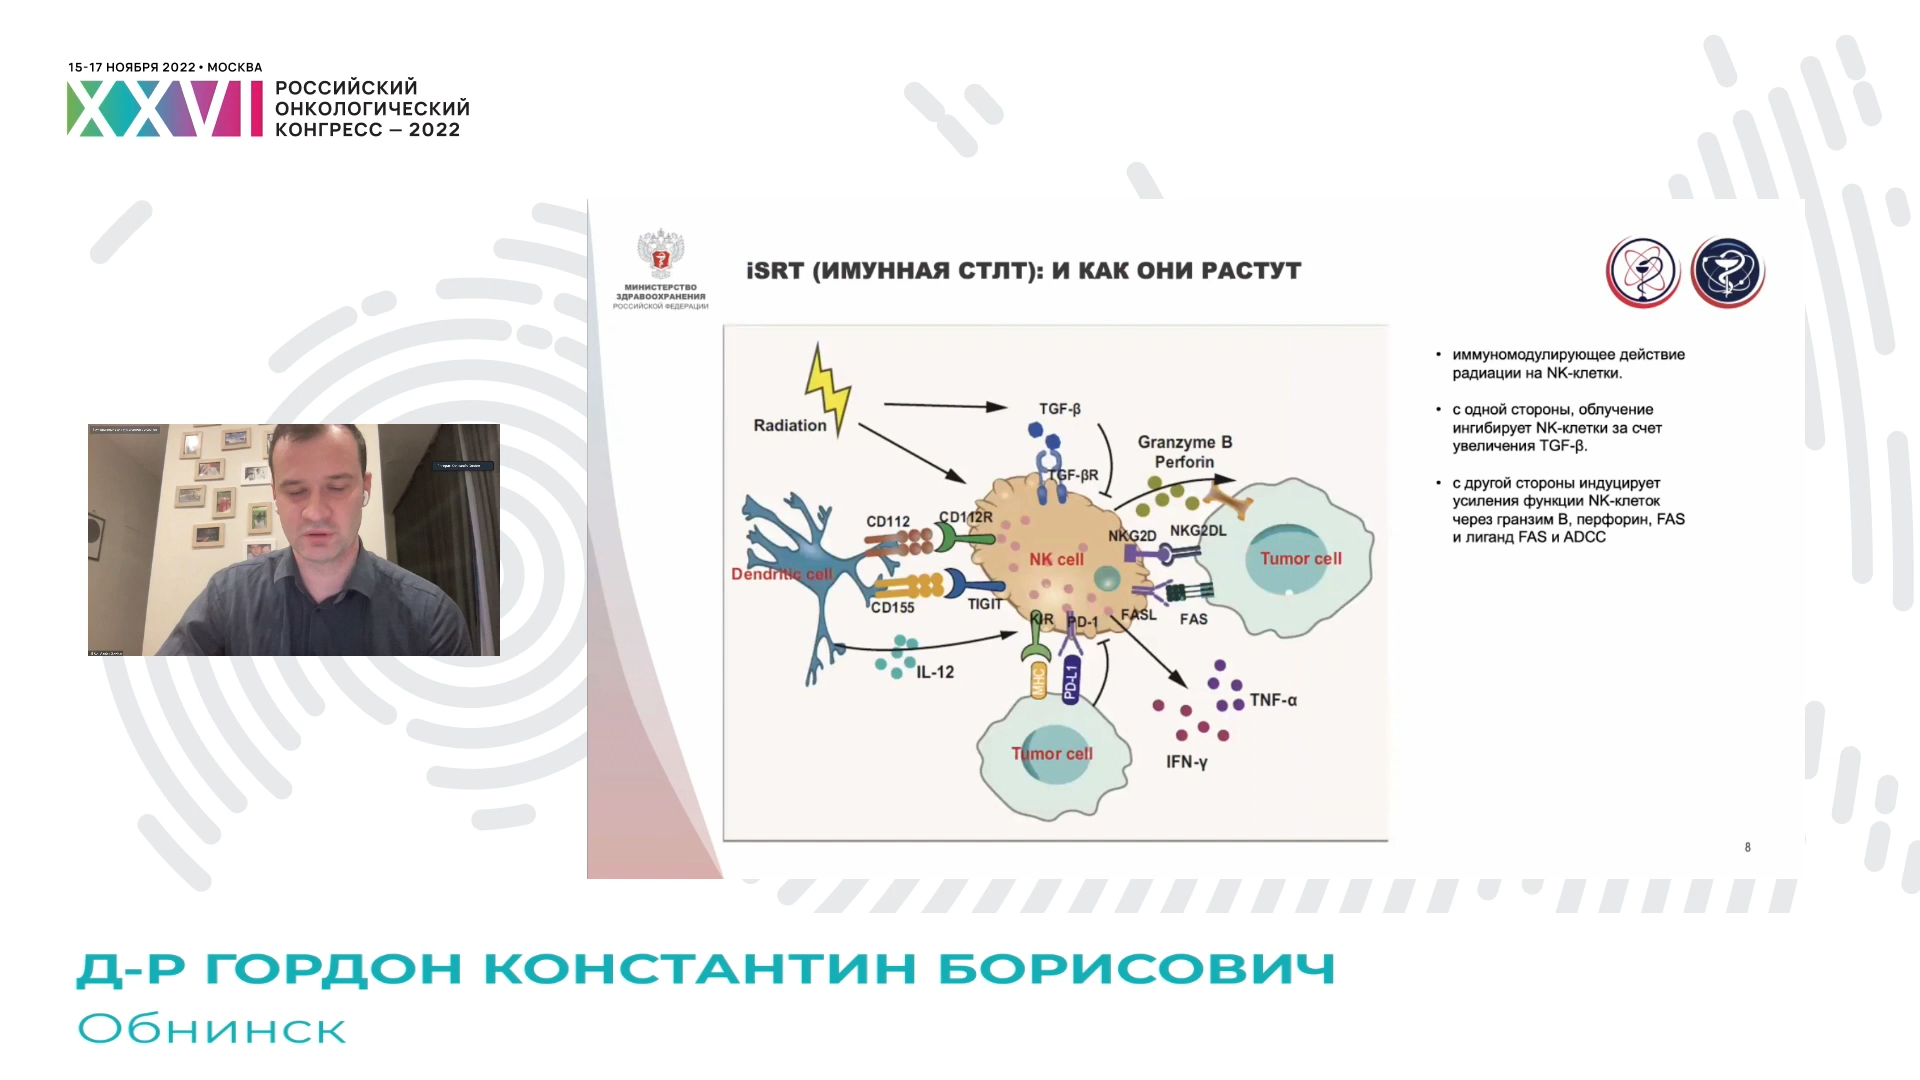 15-17 НОЯБРЯ 2022 • МОСКВА
XXVI
РОССИЙСКИЙ
ОНКОЛОГИЧЕСКИЙ
КОНГРЕСС – 2022
МИНИСТЕРСТВО
ЗДРАВООХРАНЕНИЯ
РОССИЙСКОЙ ФЕДЕРАЦИИ
iSRT (ИМУННАЯ СТЛТ): И КАК ОНИ РАСТУТ
Radiation
TGF-β
TGF-βR
Granzyme B
Perforin
CD112
CD112R
NKG2D
NKG2DL
Dendritic cell
NK cell
Tumor cell
CD155
TIGIT
KIR
PD-1
FASL
FAS
IL-12
MHC
PD-L1
TNF-α
Tumor cell
IFN-γ
• иммуномодулирующее действие
радиации на NK-клетки.
• с одной стороны, облучение
ингибирует NK-клетки за счет
увеличения TGF-β.
• с другой стороны индуцирует
усиления функции NK-клеток
через гранзим B, перфорин, FAS
и лиганд FAS и ADCC
8
Д-Р ГОРДОН КОНСТАНТИН БОРИСОВИЧ
Обнинск